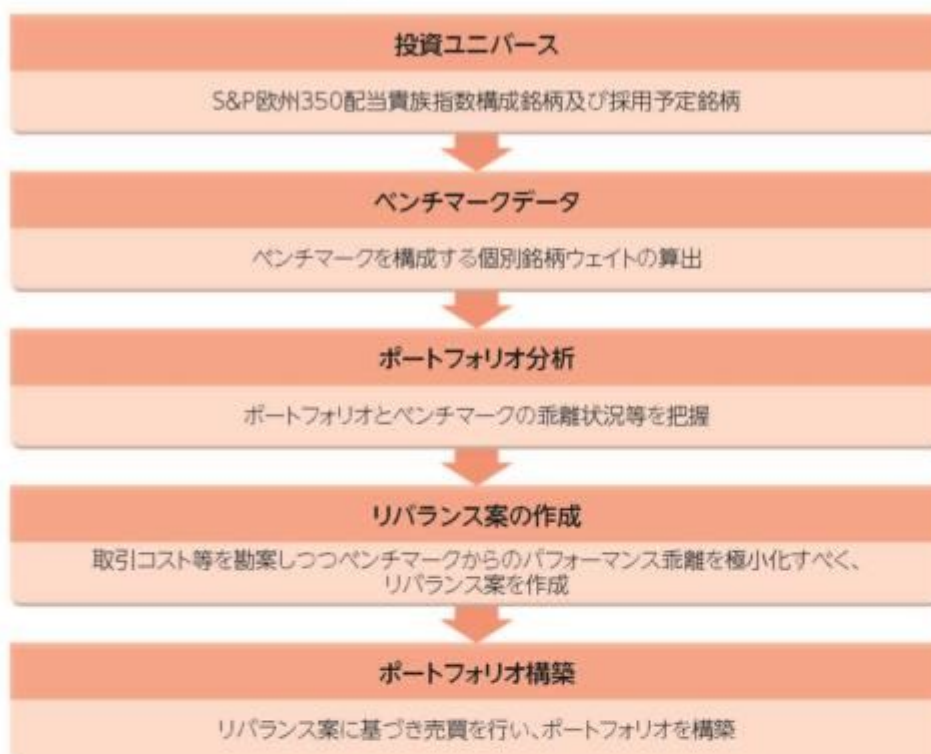 投資ユニバース
S&P欧州350配当貴族指数構成銘柄及び採用予定銘柄
ベンチマークデータ
ベンチマークを構成する個別銘柄ウェイトの算出
ポートフォリオ分析
ポートフォリオとベンチマークの乖離状況等を把握
リバランス案の作成
取引コスト等を勘案しつつベンチマークからのパフォーマンス乖離を極小化すべく、
リバランス案を作成
ポートフォリオ構築
リバランス案に基づき売買を行い、ポートフォリオを構築